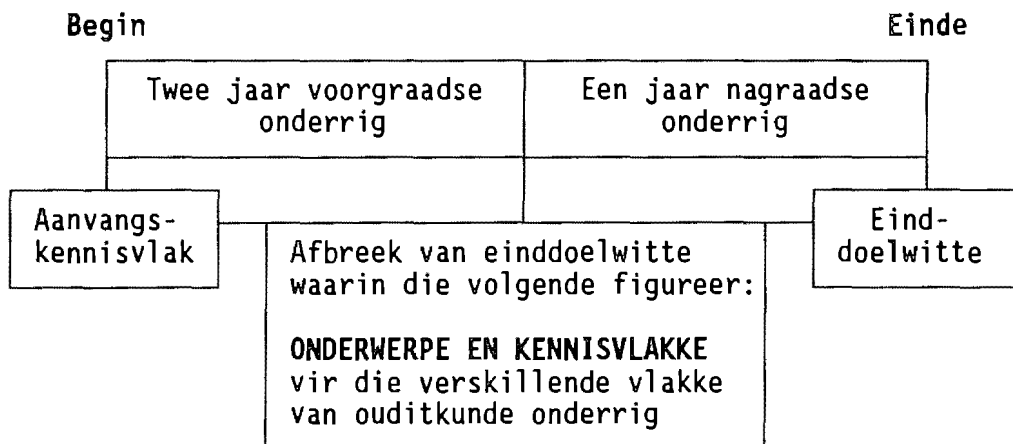 Begin
Einde
Twee jaar voorgraadse
onderrig
Een jaar nagraadse
onderrig
Aanvangs-
kennisvlak
Eind-
doelwitte
Afbreek van einddoelwitte
waarin die volgende figureer:
ONDERWERPE EN KENNISVLAKKE
vir die verskillende vlakke
van ouditkunde onderrig